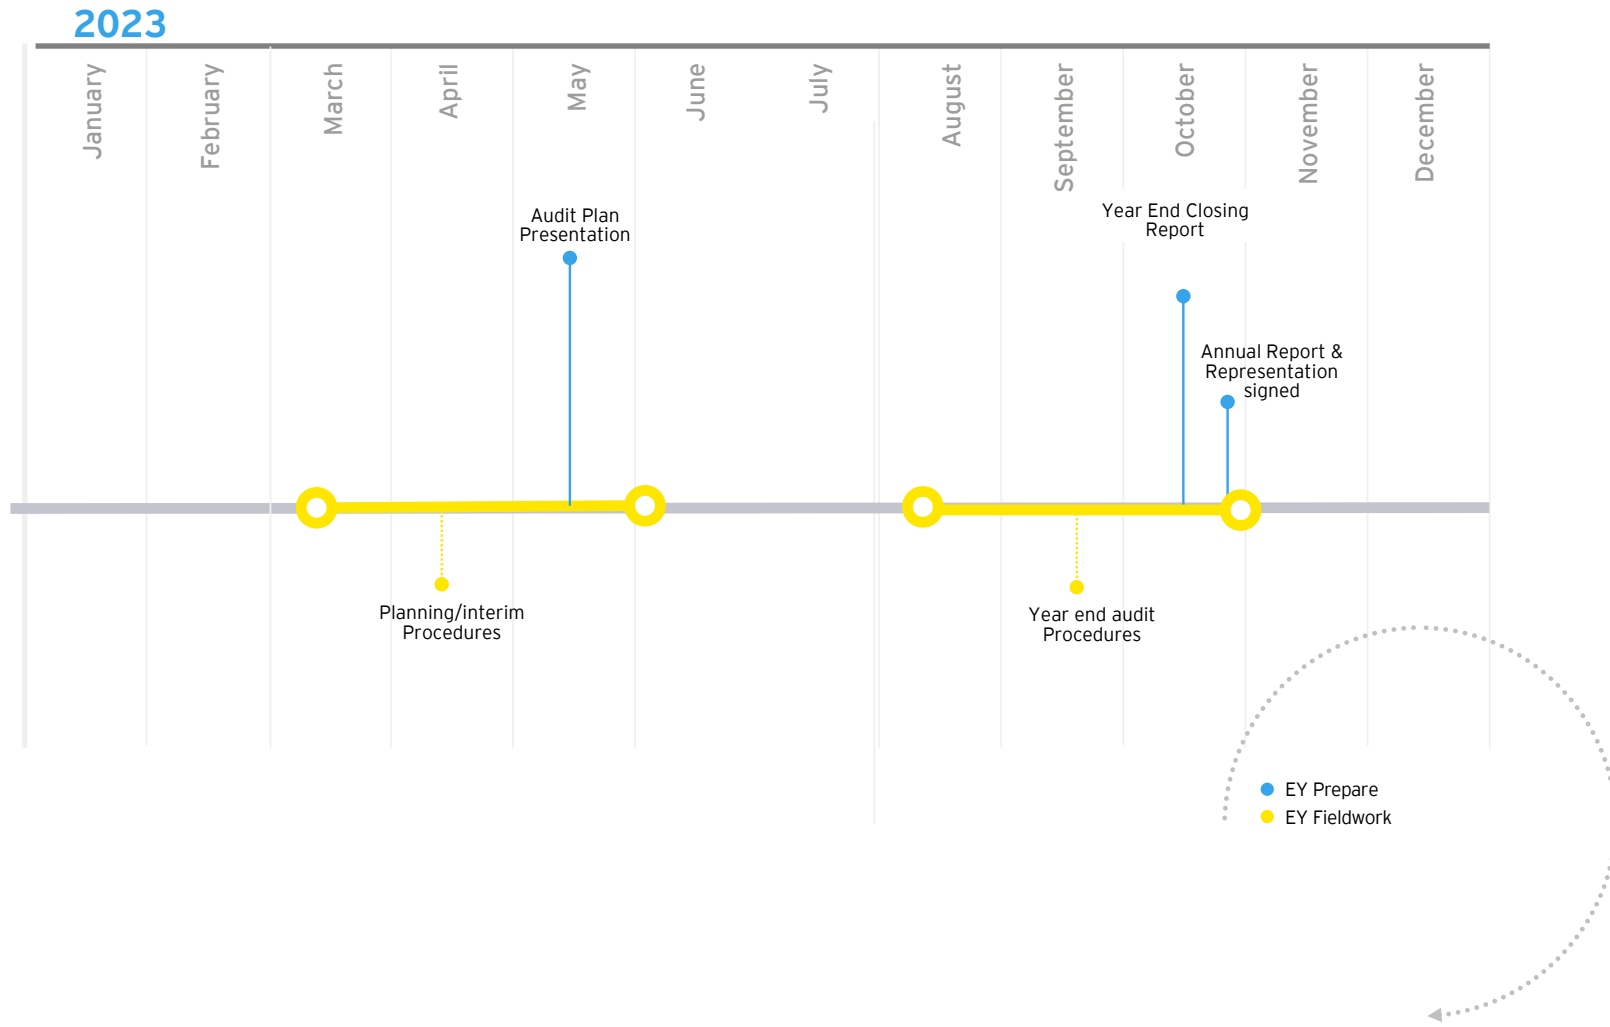 2023
January
February
March
April
May
June
July
August
September
October
November
December
Audit Plan
Presentation
Year End Closing
Report
Annual Report &
Representation
signed
Planning/interim
Procedures
Year end audit
Procedures
EY Prepare
EY Fieldwork